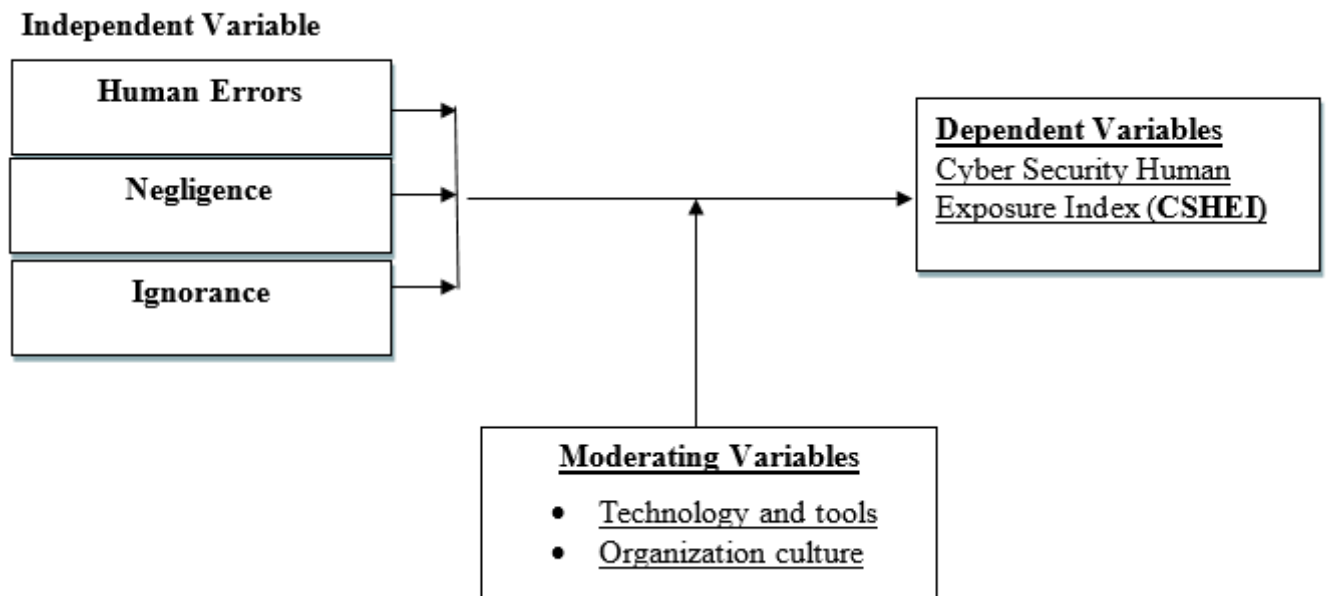 Independent Variable
Human Errors
Negligence
Ignorance
Dependent Variables
Cyber Security Human
Exposure Index (CSHEI)
Moderating Variables
• Technology and tools
• Organization culture